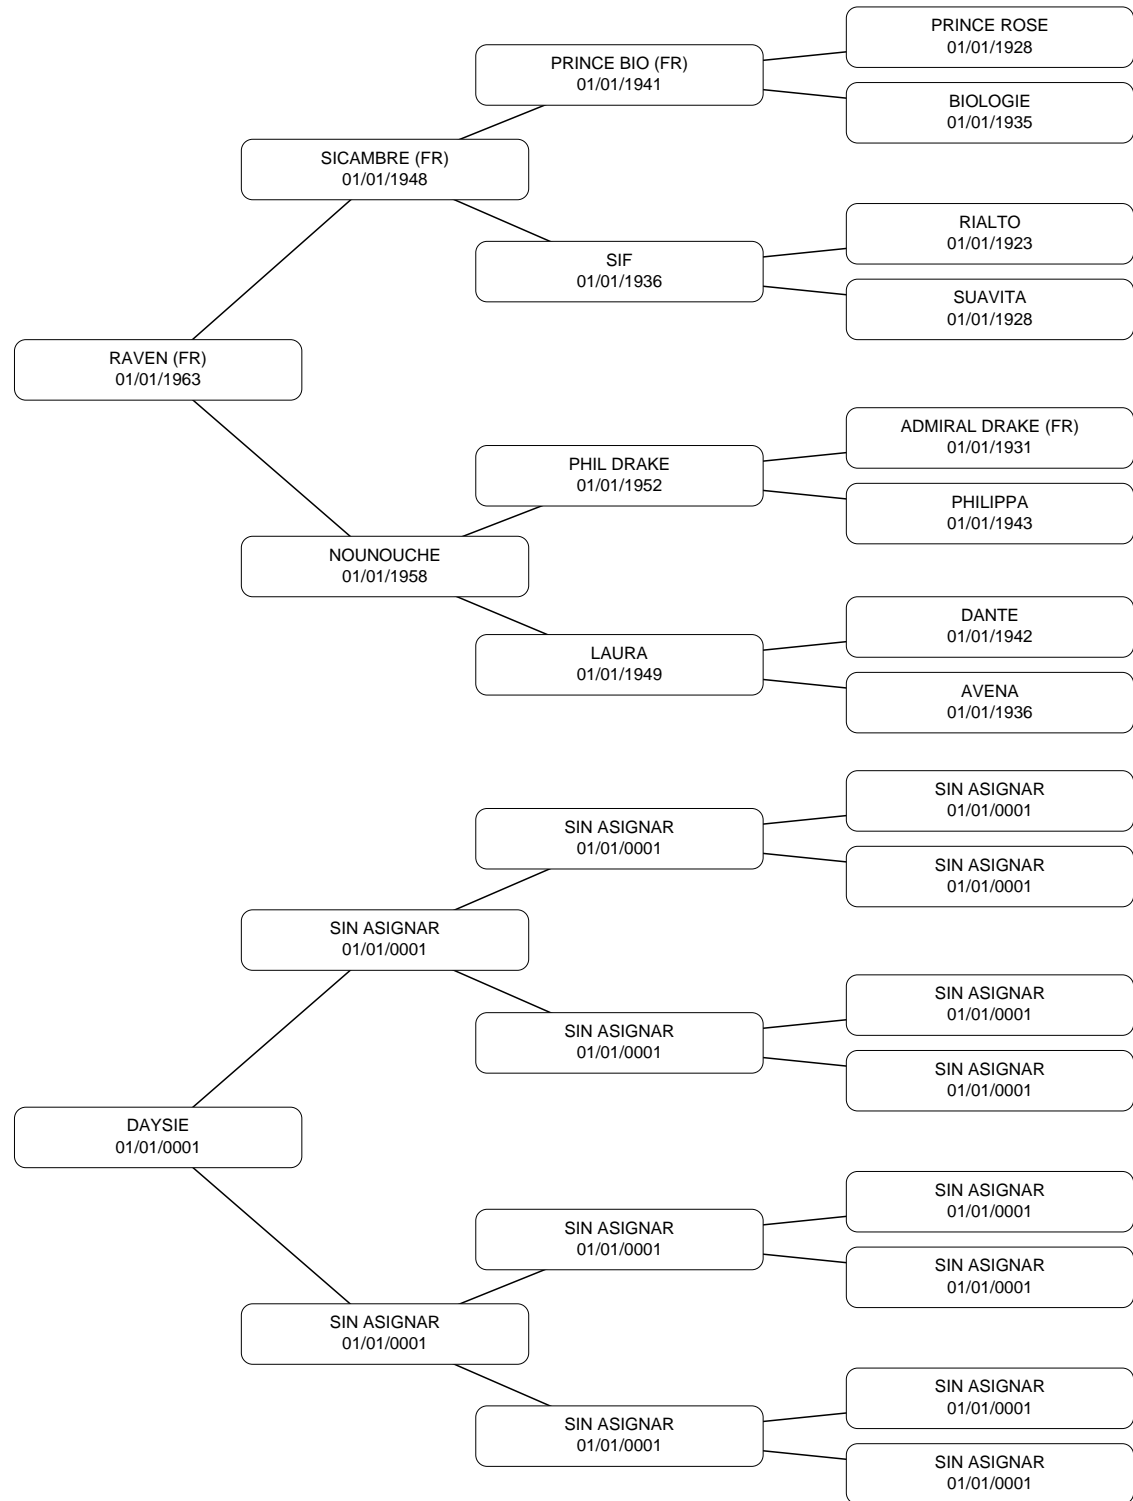 PRINCE ROSE
01/01/1928
PRINCE BIO (FR)
01/01/1941
BIOLOGIE
01/01/1935
SICAMBRE (FR)
01/01/1948
RIALTO
01/01/1923
SIF
01/01/1936
SUAVITA
01/01/1928
RAVEN (FR)
01/01/1963
ADMIRAL DRAKE (FR)
01/01/1931
PHIL DRAKE
01/01/1952
PHILIPPA
01/01/1943
NOUNOUCHE
01/01/1958
DANTE
01/01/1942
LAURA
01/01/1949
AVENA
01/01/1936
SIN ASIGNAR
01/01/0001
SIN ASIGNAR
01/01/0001
SIN ASIGNAR
01/01/0001
SIN ASIGNAR
01/01/0001
SIN ASIGNAR
01/01/0001
SIN ASIGNAR
01/01/0001
SIN ASIGNAR
01/01/0001
DAYSIE
01/01/0001
SIN ASIGNAR
01/01/0001
SIN ASIGNAR
01/01/0001
SIN ASIGNAR
01/01/0001
SIN ASIGNAR
01/01/0001
SIN ASIGNAR
01/01/0001
SIN ASIGNAR
01/01/0001
SIN ASIGNAR
01/01/0001